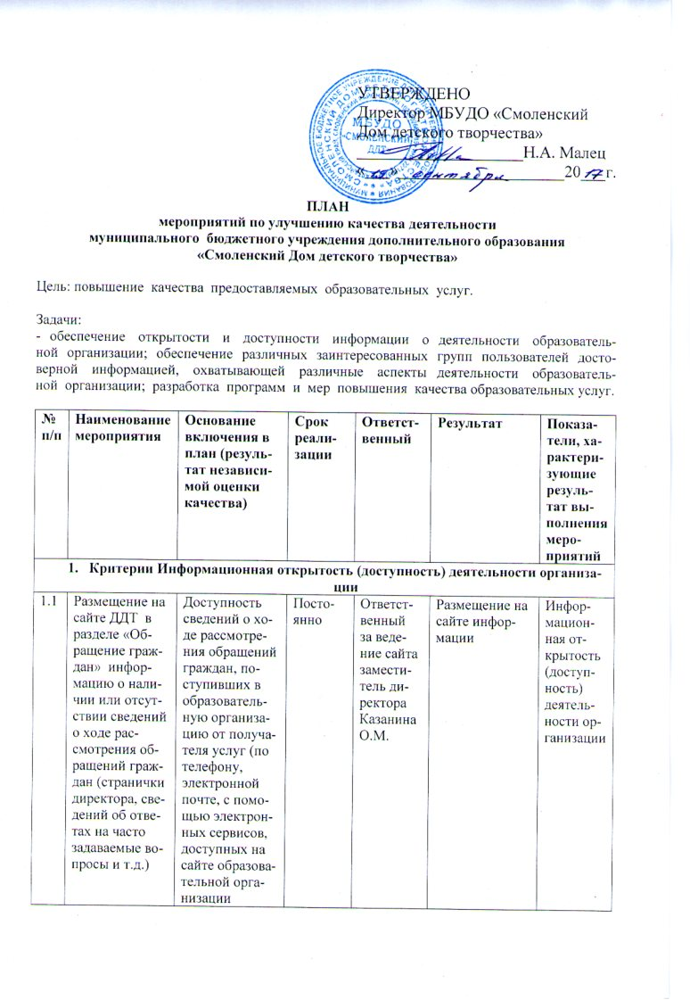 УТВЕРЖДЕНО
Директор МБУДО «Смоленский
Дом детского творчества»
Н.А. Малец
сентября 2017 г.
МБУДО
«СМОЛЕНСКИЙ
ДДТ»
ПЛАН
мероприятий по улучшению качества деятельности
муниципального бюджетного учреждения дополнительного образования
«Смоленский Дом детского творчества»
Цель: повышение качества предоставляемых образовательных услуг.
Задачи:
- обеспечение открытости и доступности информации о деятельности образователь-
ной организации; обеспечение различных заинтересованных групп пользователей досто-
верной информацией, охватывающей различные аспекты деятельности образователь-
ной организации; разработка программ и мер повышения качества образовательных услуг.
№
п/п
Наименование
мероприятия
Основание
включения в
план (резуль-
тат независи-
мой оценки
качества)
Срок
реали-
зации
Ответст-
венный
Результат
Показа-
тели, ха-
рактери-
зующие
резуль-
тат вы-
полнения
меро-
приятий
1. Критерии Информационная открытость (доступность) деятельности организа-
ции
1.1
Размещение на
сайте ДДТ в
разделе «Об-
ращение граж-
дан» инфор-
мацию о нали-
чии или отсут-
ствии сведений
о ходе рас-
смотрения об-
ращений граж-
дан (странички
директора, све-
дений об отве-
тах на часто
задаваемые во-
просы и т.д.)
Доступность
сведений о хо-
де рассмотре-
ния обращений
граждан, по-
ступивших в
образователь-
ную организа-
цию от получа-
теля услуг (по
телефону,
электронной
почте, с помо-
щью электрон-
ных сервисов,
доступных на
сайте образова-
тельной орга-
низации
Посто-
янно
Ответст-
венный
за веде-
ние сайта
замести-
тель ди-
ректора
Казанина
О.М.
Размещение на
сайте инфор-
мации
Инфор-
мацион-
ная от-
крытость
(доступ-
ность)
деятель-
ности ор-
ганизации